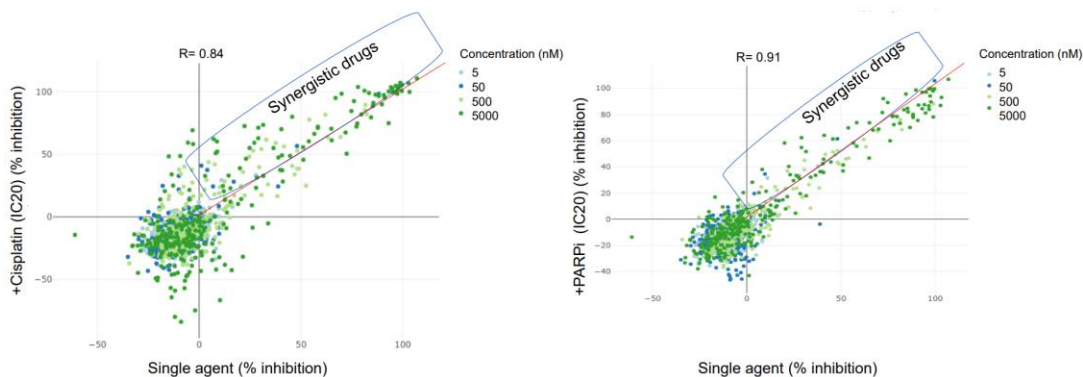 R= 0.84
Synergistic drugs
Concentration (nM)
5
50
500
5000
100
50
0
−50
−50
0
50
100
+Cisplatin (IC20) (% inhibition)
Single agent (% inhibition)
R= 0.91
Synergistic drugs
Concentration (nM)
5
50
500
5000
100
80
60
40
20
0
−20
−40
−50
0
50
100
+PARPi (IC20) (% inhibition)
Single agent (% inhibition)